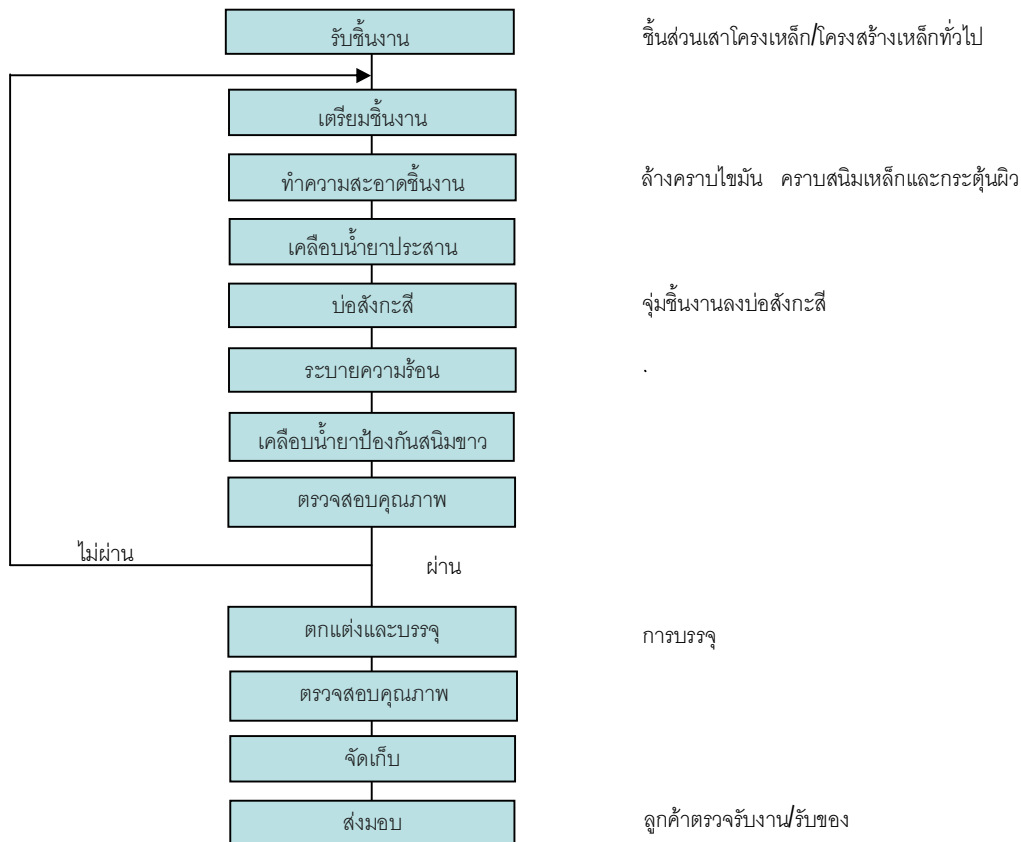 รับชิ้นงาน ชิ้นส่วนเสาโครงเหล็ก/โครงสร้างเหล็กทั่วไป
เตรียมชิ้นงาน
ทำความสะอาดชิ้นงาน ล้างคราบไขมัน คราบสนิมเหล็กและกระตุ้นผิว
เคลือบน้ำยาประสาน
บ่อสังกะสี จุ่มชิ้นงานลงบ่อสังกะสี
ระบายความร้อน .
เคลือบน้ำยาป้องกันสนิมขาว
ตรวจสอบคุณภาพ
ไม่ผ่าน ผ่าน
ตกแต่งและบรรจุ การบรรจุ
ตรวจสอบคุณภาพ
จัดเก็บ
ส่งมอบ ลูกค้าตรวจรับงาน/รับของ